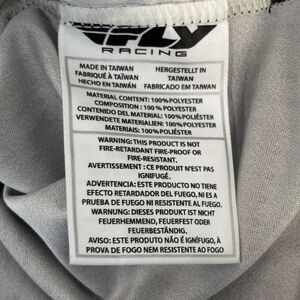 FLY
RACING
MADE IN TAIWAN HERGESTELLT IN
FABRIQUÉ À TAÏWAN TAIWAN
HECHO EN TAIWÁN FABRICADO EM TAIWAN
MATERIAL CONTENT: 100% POLYESTER
COMPOSITION : 100% POLYESTER
CONTENIDO DEL MATERIAL: 100% POLYESTER
VERWENDETE MATERIALIEN: 100% POLYESTER
MATERIAIS: 100% POLIÉSTER
WARNING: THIS PRODUCT IS NOT
FIRE-RETARDANT FIRE-PROOF OR
FIRE-RESISTANT.
AVERTISSEMENT : CE PRODUIT N'EST PAS
IGNIFUGÉ.
ADVERTENCIA: ESTE PRODUCTO NO TIENE
EFECTO RETARDADOR DEL FUEGO, NI ES A
PRUEBA DE FUEGO NI RESISTENTE AL FUEGO.
WARNUNG: DIESES PRODUKT IST NICHT
FEUERHEMMEND, FEUERFEST ODER
FEUERBESTÄNDIG.
AVISO: ESTE PRODUTO NÃO É IGNÍFUGO, À
PROVA DE FOGO NEM RESISTENTE AO FOGO.